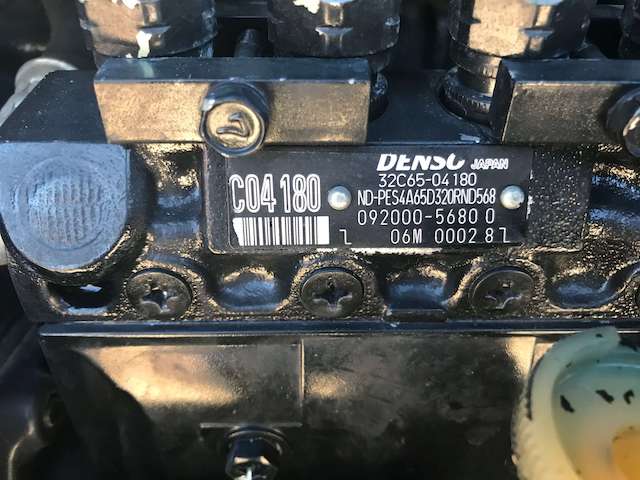 DENSO JAPAN
32C65-04180
C04180
ND-PES4A65D320RND568
092000-5680 0
06M 00028